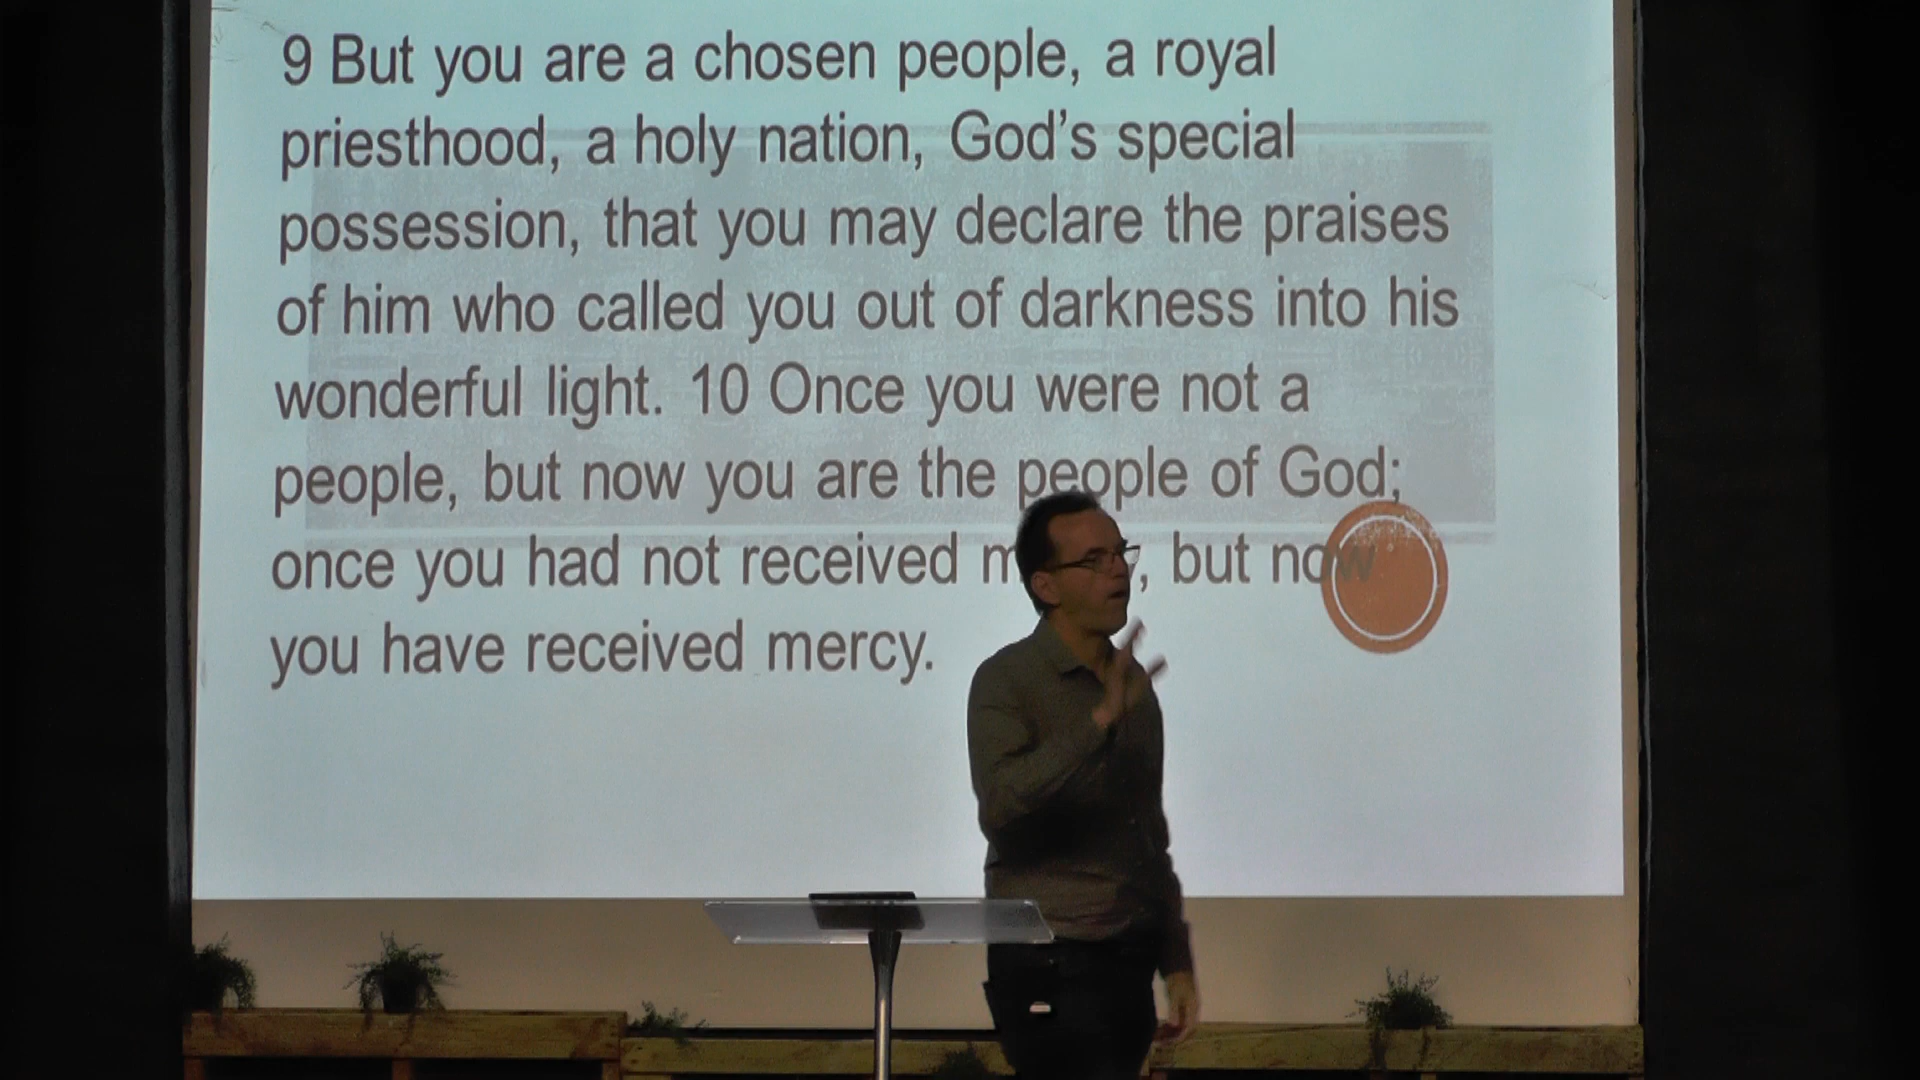 9 But you are a chosen people, a royal
priesthood, a holy nation, God's special
possession, that you may declare the praises
of him who called you out of darkness into his
wonderful light. 10 Once you were not a
people, but now you are the people of God;
once you had not received , but now
you have received mercy.